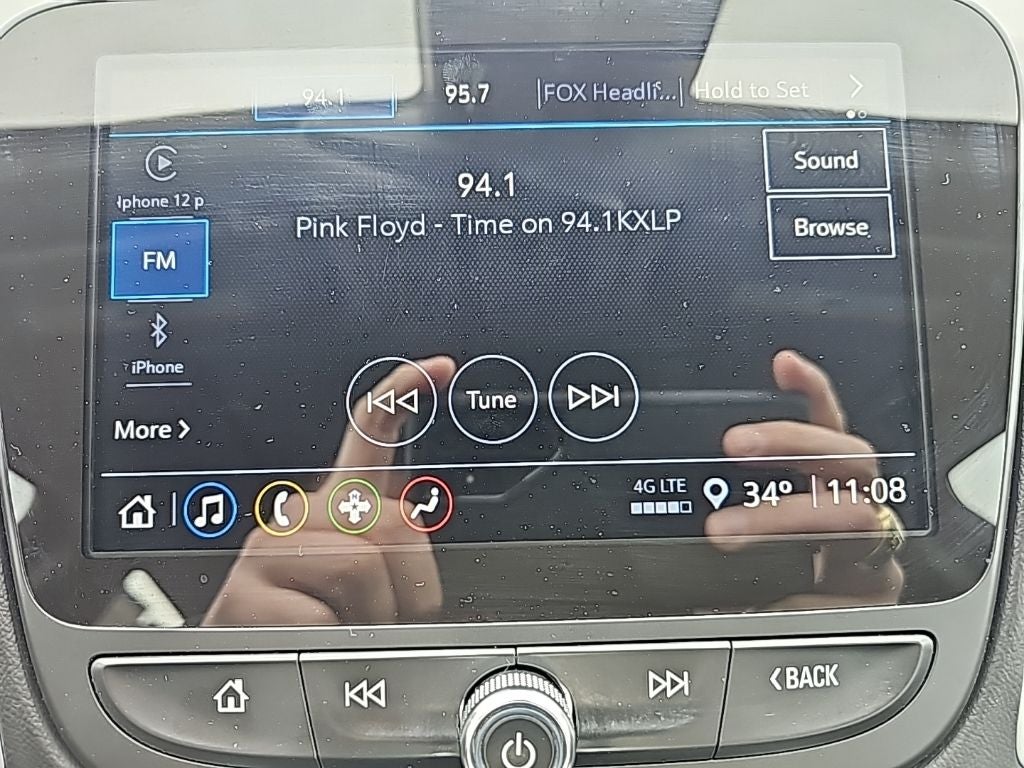 94.1 95.7 FOX Headli... Hold to Set
Sound
Iphone 12 p
94.1
Pink Floyd - Time on 94.1KXLP
Browse
FM
iPhone
Tune
More
4G LTE
34° 11:08
N
BACK